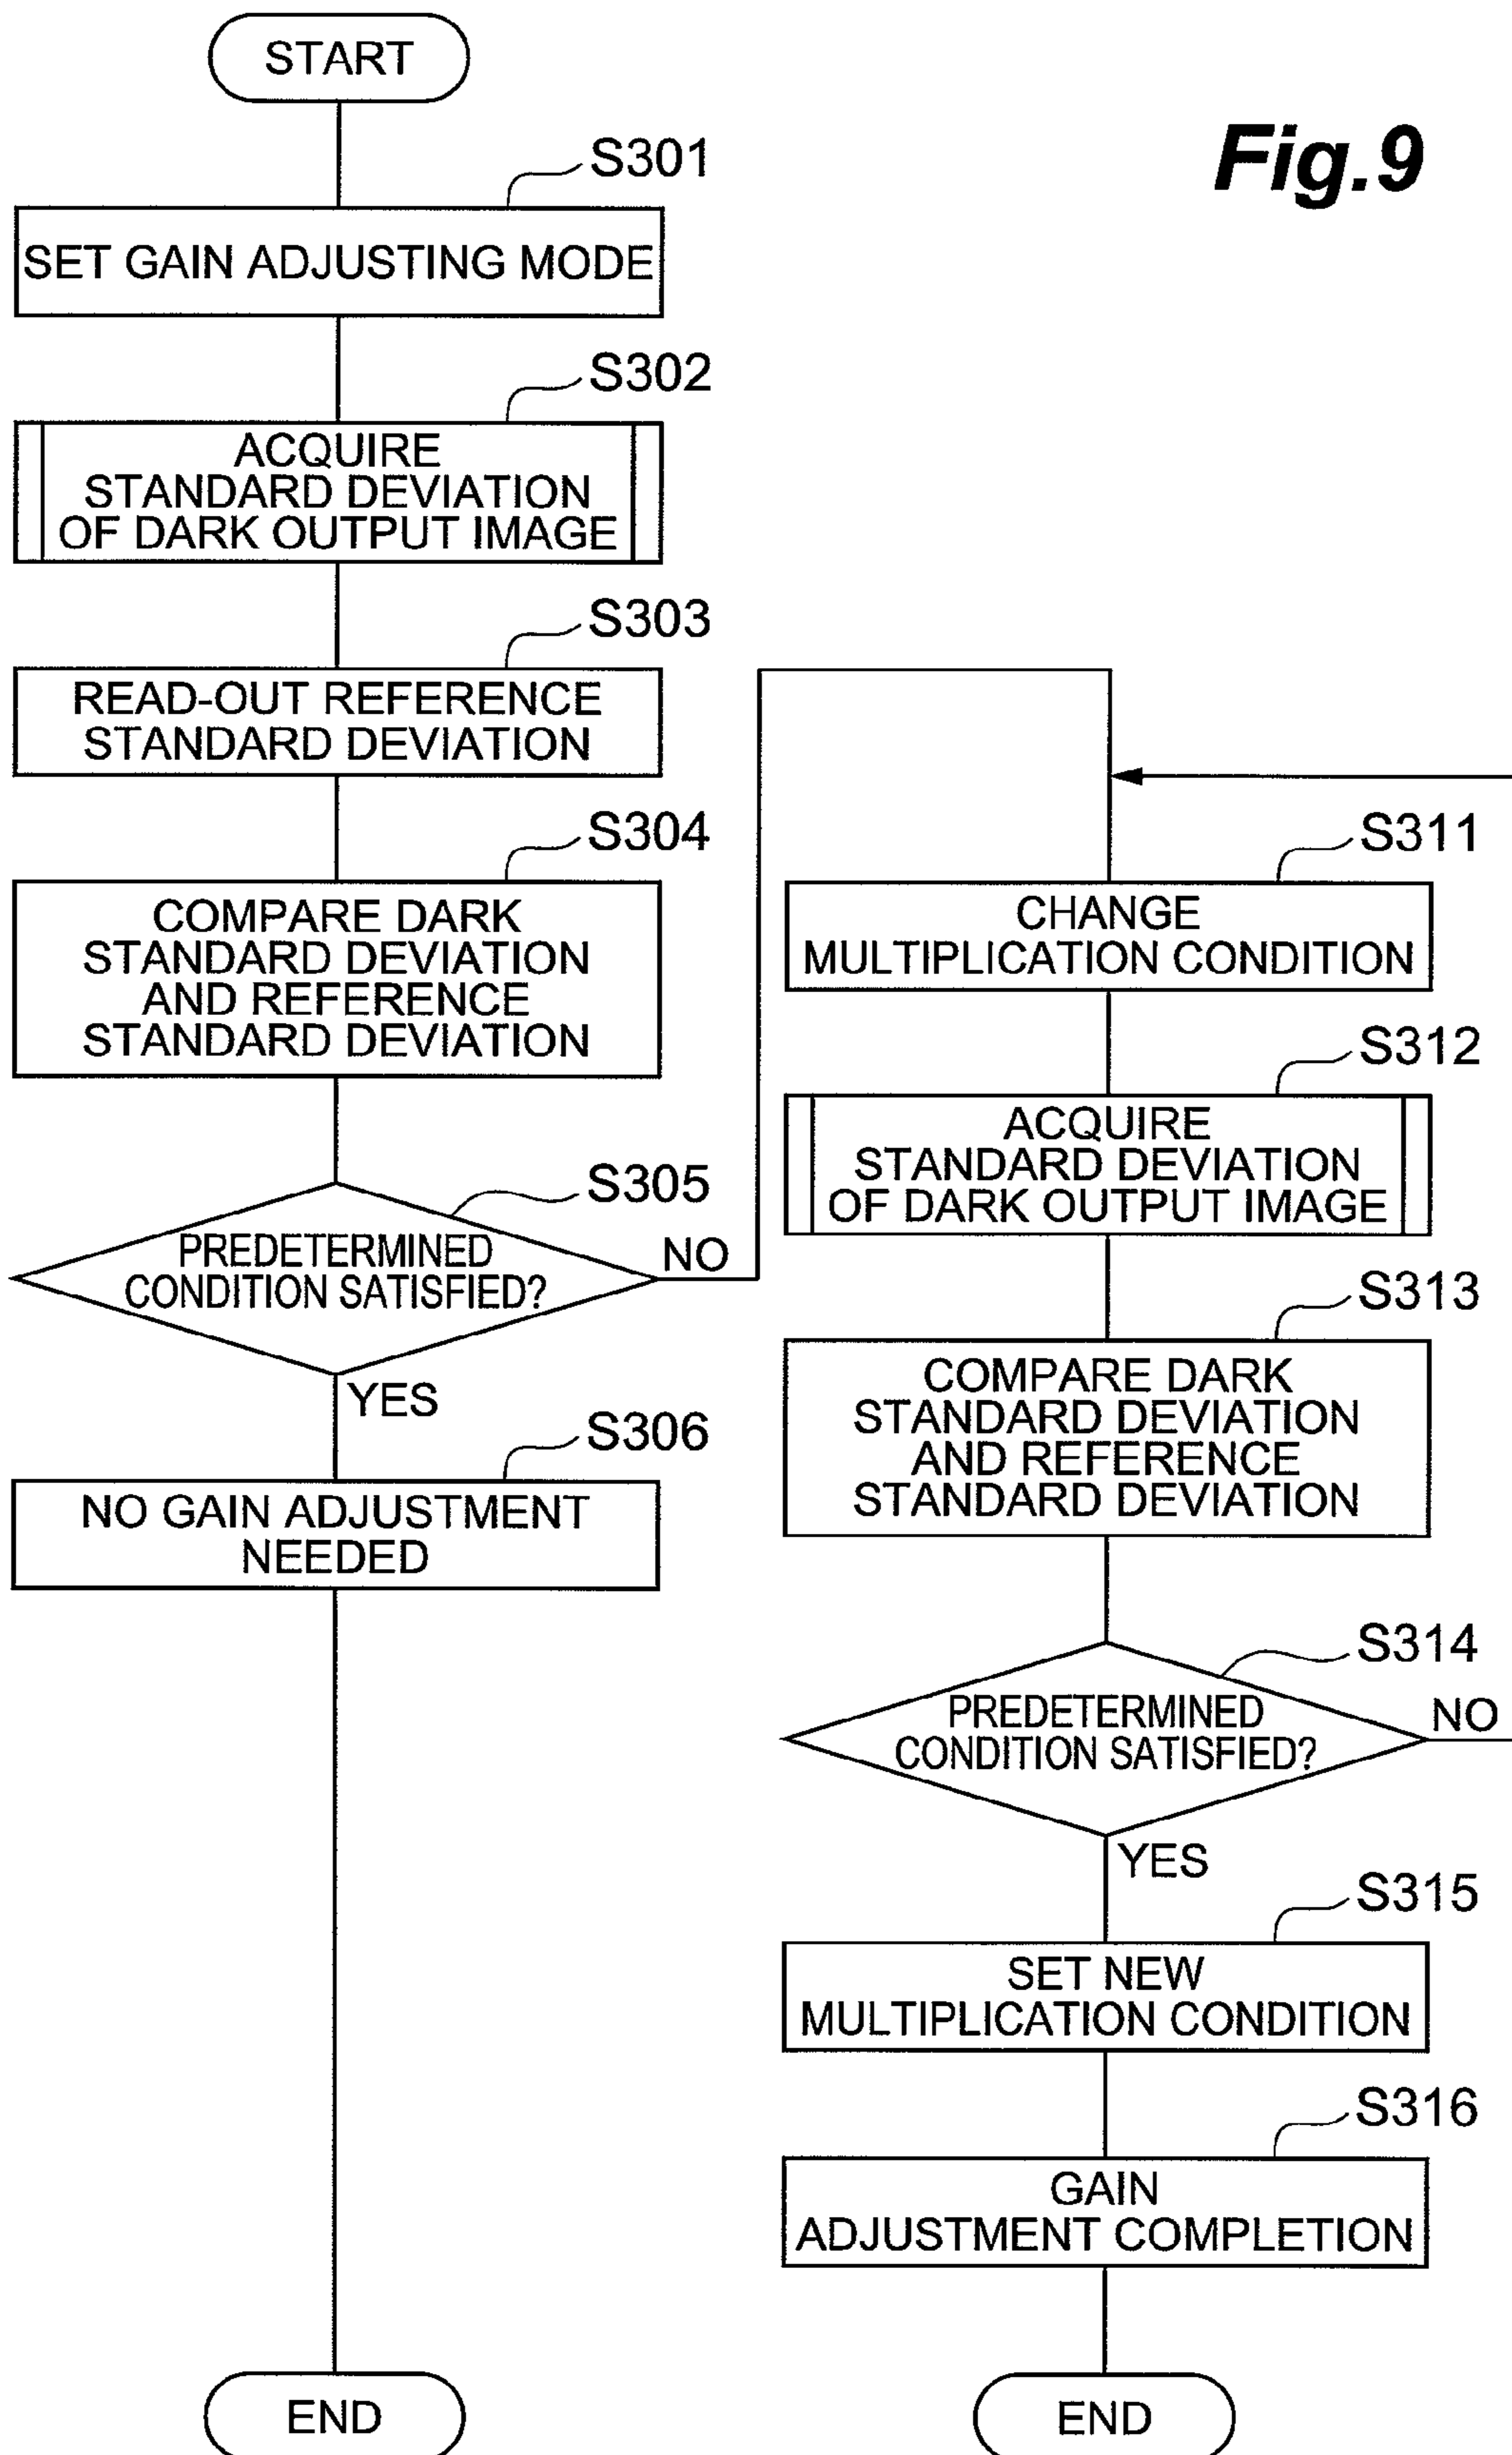 Fig.9
START
S301
SET GAIN ADJUSTING MODE
S302
ACQUIRE
STANDARD DEVIATION
OF DARK OUTPUT IMAGE
S303
READ-OUT REFERENCE
STANDARD DEVIATION
S304
COMPARE DARK
STANDARD DEVIATION
AND REFERENCE
STANDARD DEVIATION
S305
PREDETERMINED
CONDITION SATISFIED?
NO
YES
S306
NO GAIN ADJUSTMENT
NEEDED
END
S311
CHANGE
MULTIPLICATION CONDITION
S312
ACQUIRE
STANDARD DEVIATION
OF DARK OUTPUT IMAGE
S313
COMPARE DARK
STANDARD DEVIATION
AND REFERENCE
STANDARD DEVIATION
S314
PREDETERMINED
CONDITION SATISFIED?
NO
YES
S315
SET NEW
MULTIPLICATION CONDITION
S316
GAIN
ADJUSTMENT COMPLETION
END